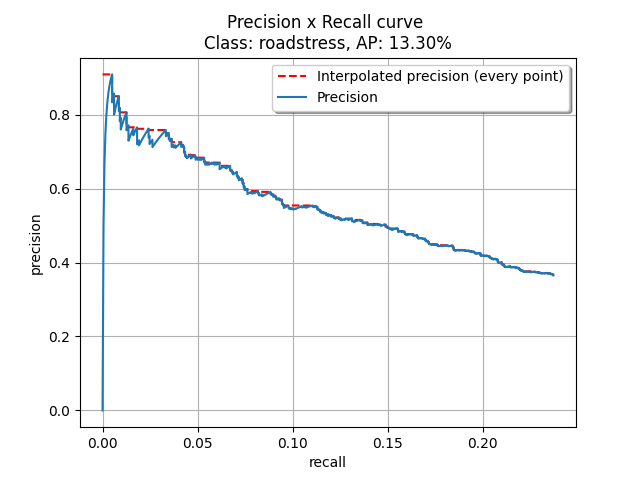 Precision x Recall curve
Class: roadstress, AP: 13.30%
Interpolated precision (every point)
Precision
0.8
0.6
0.4
0.2
0.0
precision
0.00 0.05 0.10 0.15 0.20
recall